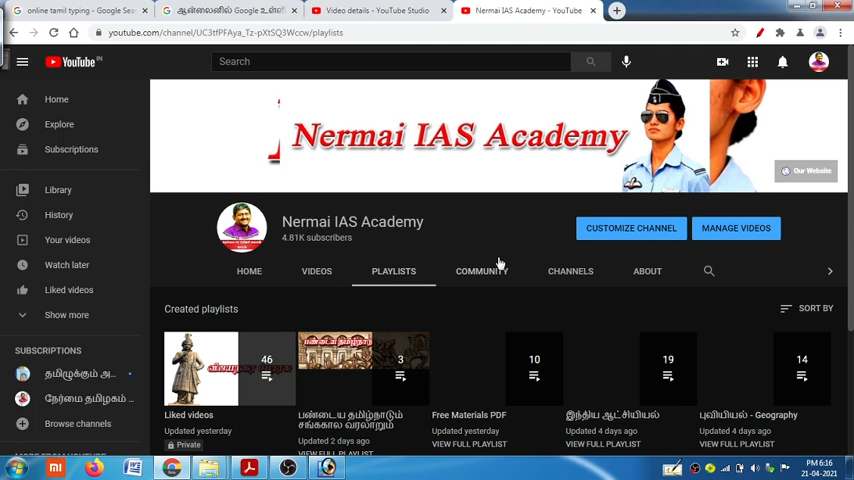 online tamil typing - Google Sea
ஆன்லைனில் Google உள்ளீ
Video details - YouTube Studio
Nermai IAS Academy - YouTube
youtube.com/channel/UC3tfPFAya_Tz-pXtSQ3Wccw/playlists
YouTube IN
Search
Home
Explore
Subscriptions
Library
History
Your videos
Watch later
Liked videos
Show more
SUBSCRIPTIONS
தமிழுக்கும் அ...
நேர்மை தமிழகம் ...
Browse channels
Nermai IAS Academy
Our Website
Nermai IAS Academy
4.81K subscribers
CUSTOMIZE CHANNEL
MANAGE VIDEOS
HOME VIDEOS PLAYLISTS COMMUNITY CHANNELS ABOUT
Created playlists
SORT BY
46
3
10
19
14
Liked videos
Updated yesterday
Private
பண்டைய தமிழ்நாடும்
சங்ககால வரலாறும்
Updated 2 days ago
VIEW FULL PLAYLIST
Free Materials PDF
Updated yesterday
VIEW FULL PLAYLIST
இந்திய ஆட்சியியல்
Updated 4 days ago
VIEW FULL PLAYLIST
புவியியல் - Geography
Updated 4 days ago
VIEW FULL PLAYLIST
PM 6:16
21-04-2021